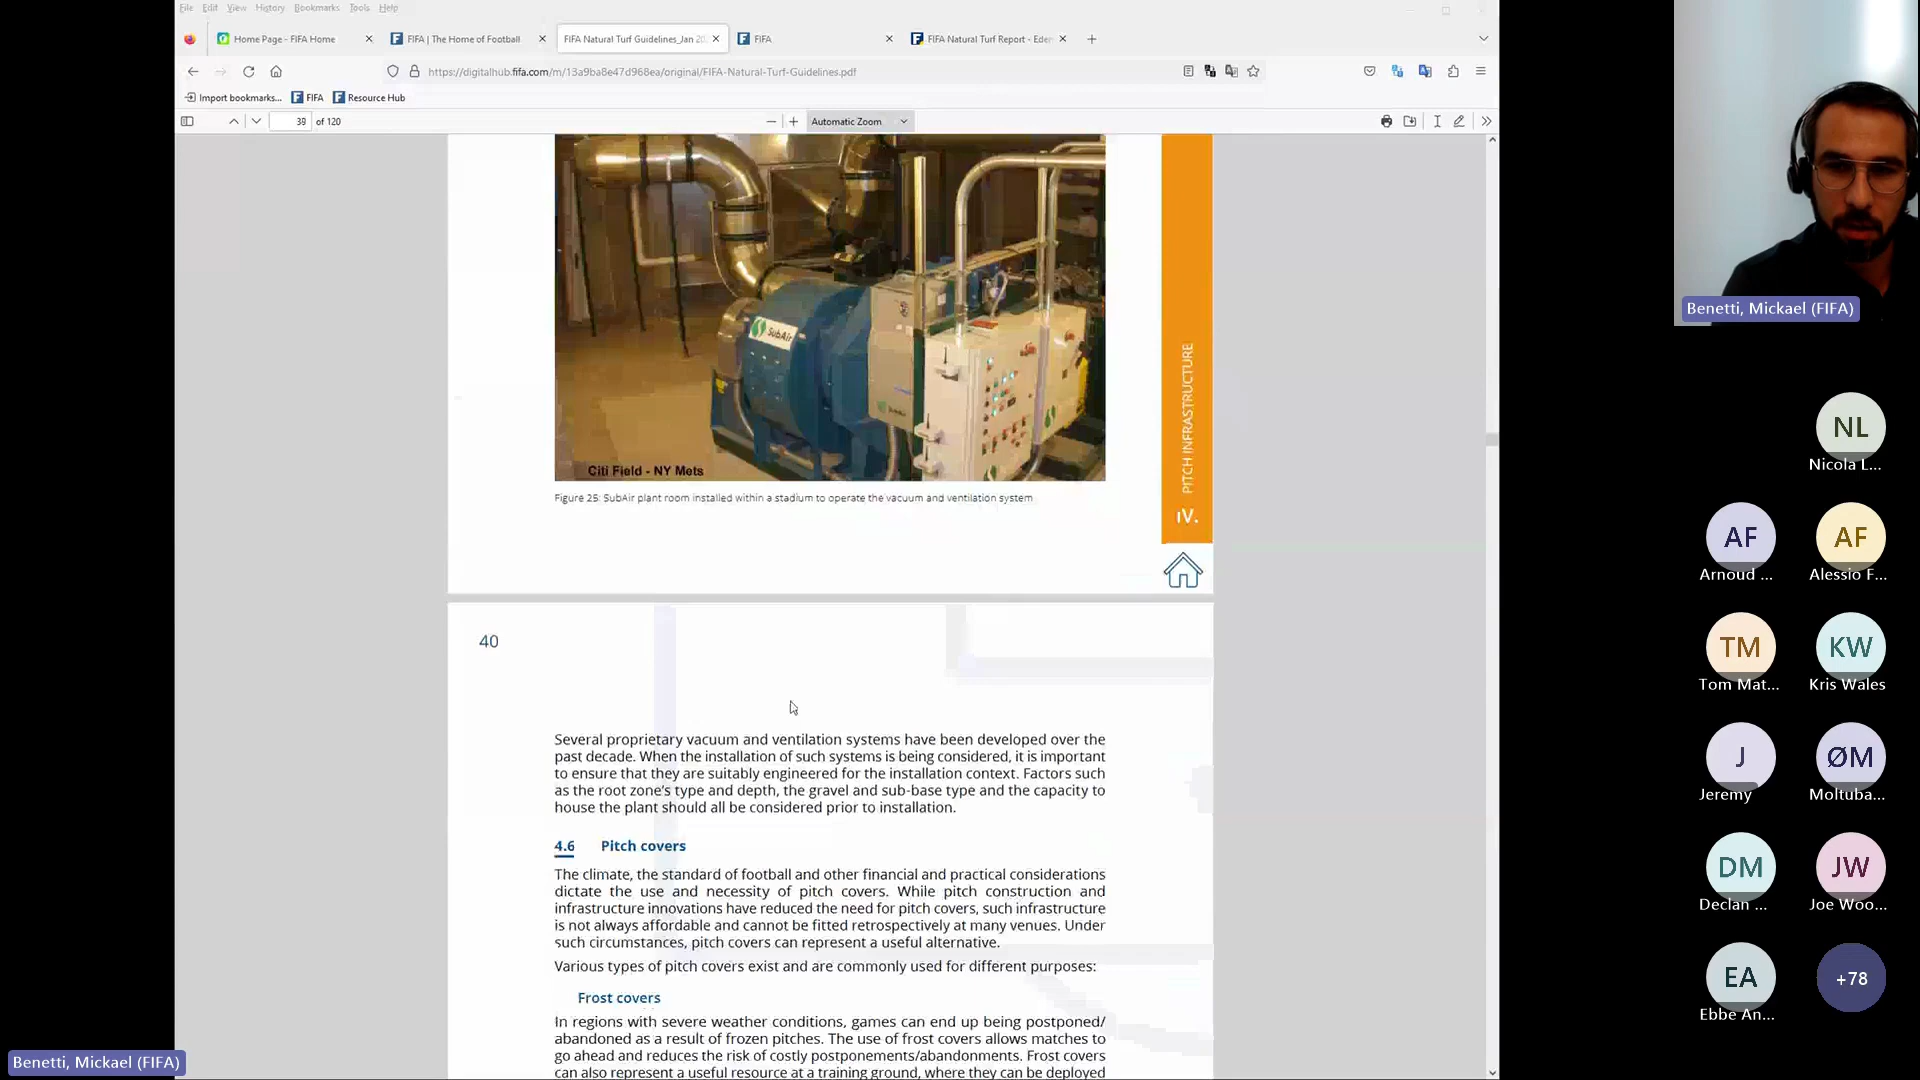 File Edit View History Bookmarks Tools Help
Home Page - FIFA Home
FIFA | The Home of Football
FIFA Natural Turf Guidelines_Jan 20
FIFA
FIFA Natural Turf Report - Eden
https://digitalhub.fifa.com/m/13a9ba8e47d968ea/original/FIFA-Natural-Turf-Guidelines.pdf
Import bookmarks... FIFA Resource Hub
39 of 120
Automatic Zoom
SubAir
Citi Field - NY Mets
Figure 25: SubAir plant room installed within a stadium to operate the vacuum and ventilation system
PITCH INFRASTRUCTURE
IV.
40
Several proprietary vacuum and ventilation systems have been developed over the
past decade. When the installation of such systems is being considered, it is important
to ensure that they are suitably engineered for the installation context. Factors such
as the root zone's type and depth, the gravel and sub-base type and the capacity to
house the plant should all be considered prior to installation.
4.6 Pitch covers
The climate, the standard of football and other financial and practical considerations
dictate the use and necessity of pitch covers. While pitch construction and
infrastructure innovations have reduced the need for pitch covers, such infrastructure
is not always affordable and cannot be fitted retrospectively at many venues. Under
such circumstances, pitch covers can represent a useful alternative.
Various types of pitch covers exist and are commonly used for different purposes:
Frost covers
In regions with severe weather conditions, games can end up being postponed/
abandoned as a result of frozen pitches. The use of frost covers allows matches to
go ahead and reduces the risk of costly postponements/abandonments. Frost covers
can also represent a useful resource at a training ground, where they can be deployed
Benetti, Mickael (FIFA)
NL
Nicola L...
AF
Arnoud ...
AF
Alessio F...
TM
Tom Mat...
KW
Kris Wales
J
Jeremy
ØM
Moltuba...
DM
Declan ...
JW
Joe Woo...
EA
Ebbe An...
+78
Benetti, Mickael (FIFA)